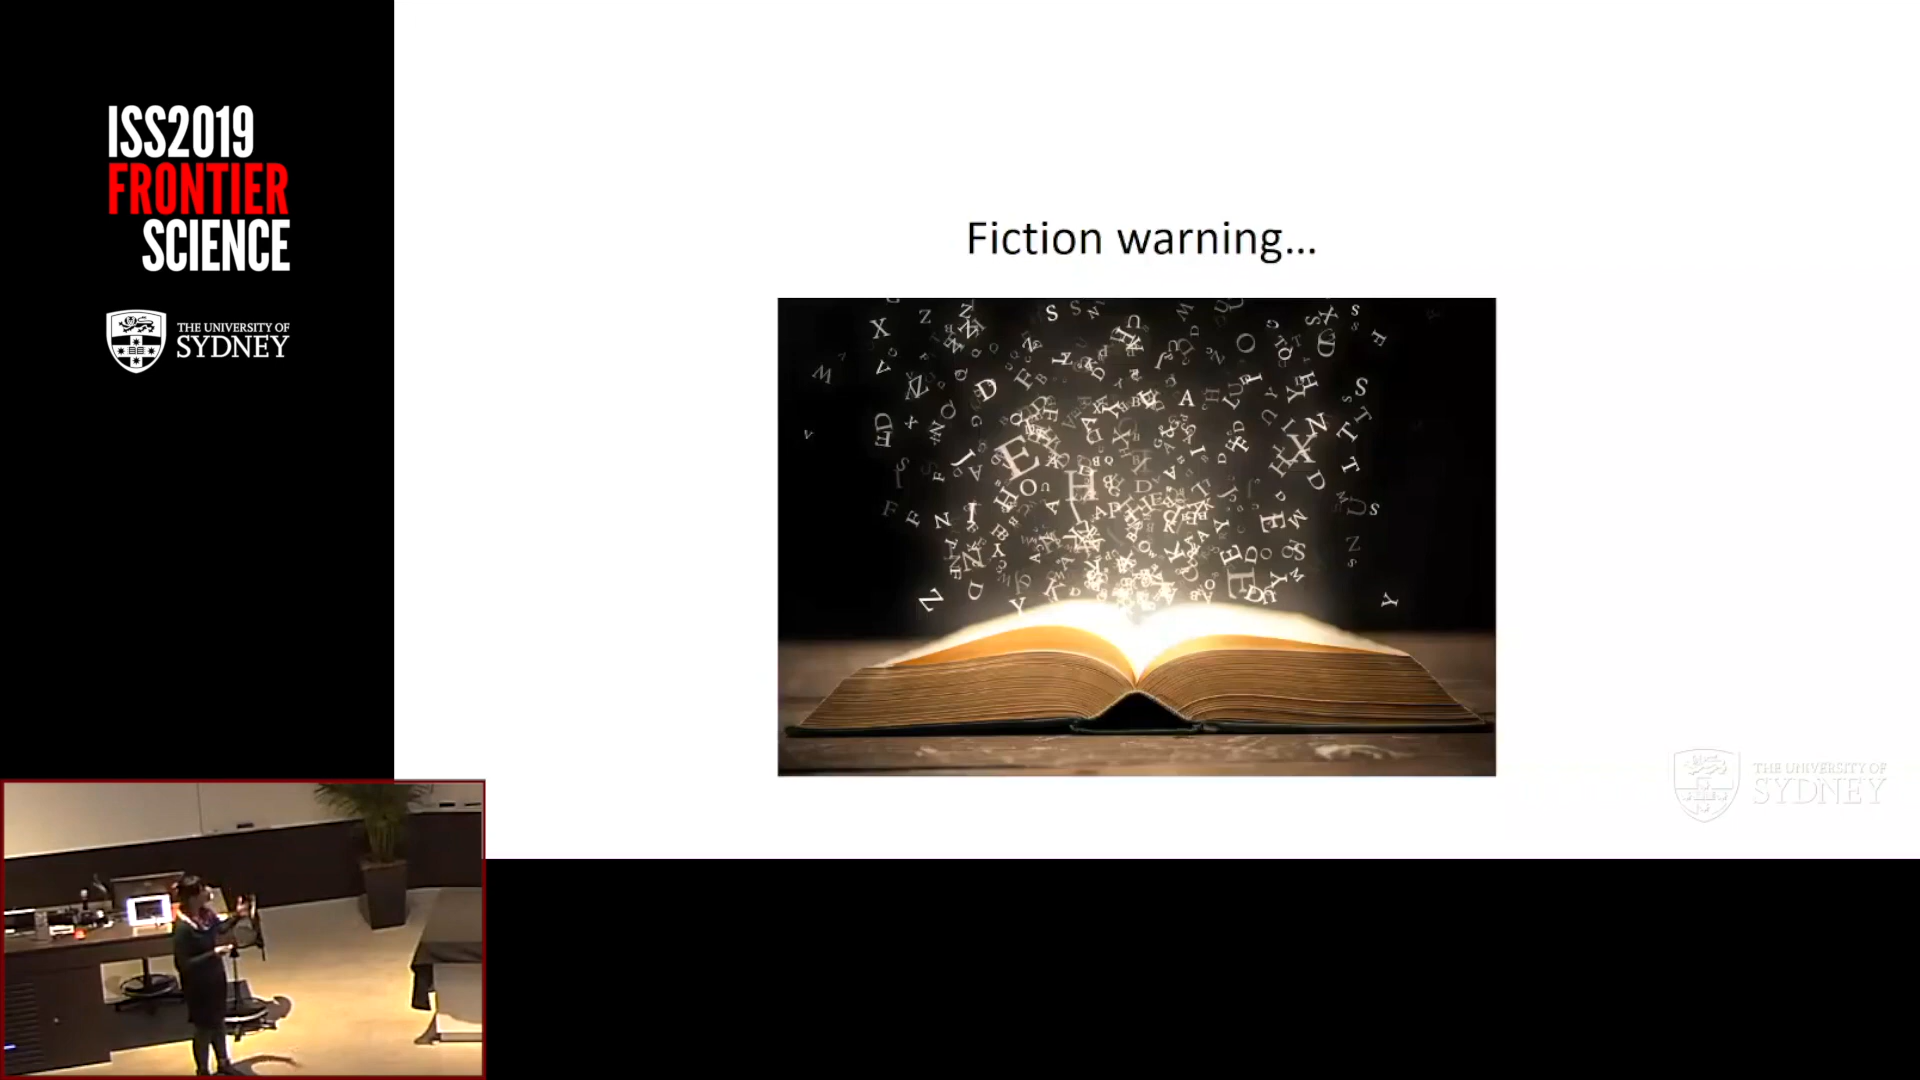 ISS2019
FRONTIER
SCIENCE
THE UNIVERSITY OF
SYDNEY
Fiction warning...
THE UNIVERSITY OF
SYDNEY